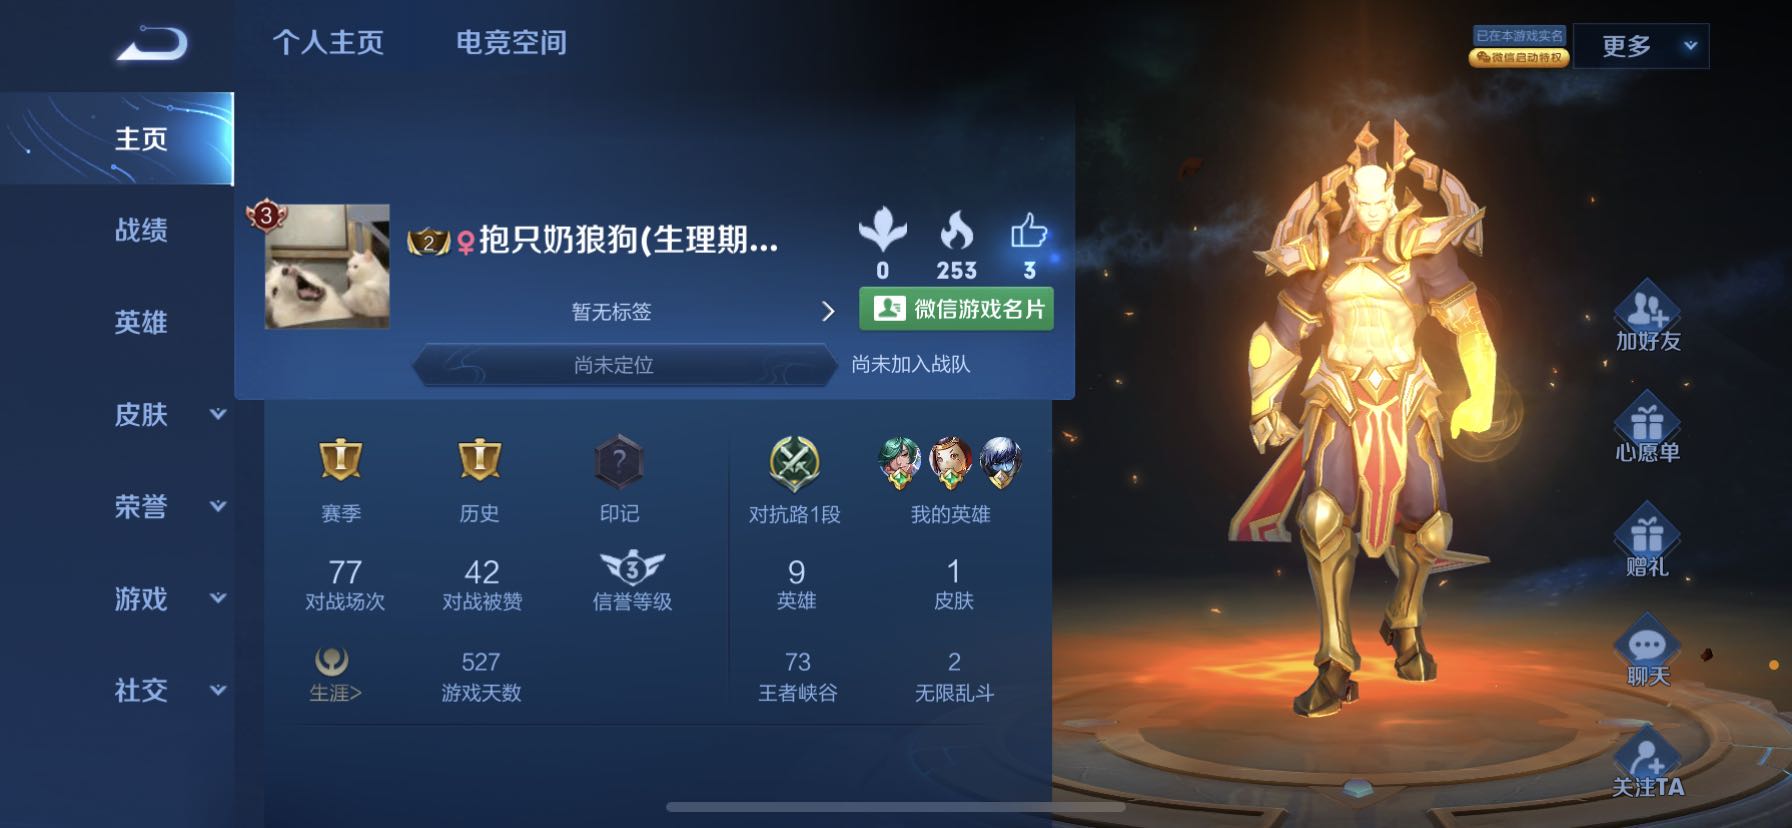 个人主页
电竞空间
已在本游戏实名
微信启动特权
更多
主页
战绩
英雄
皮肤
荣誉
游戏
社交
3
2
♀抱只奶狼狗(生理期...
0
253
3
暂无标签
微信游戏名片
尚未定位
尚未加入战队
I
I
?
赛季
历史
印记
对抗路1段
我的英雄
77
42
3
9
1
对战场次
对战被赞
信誉等级
英雄
皮肤
527
73
2
生涯>
游戏天数
王者峡谷
无限乱斗
加好友
心愿单
赠礼
聊天
关注TA